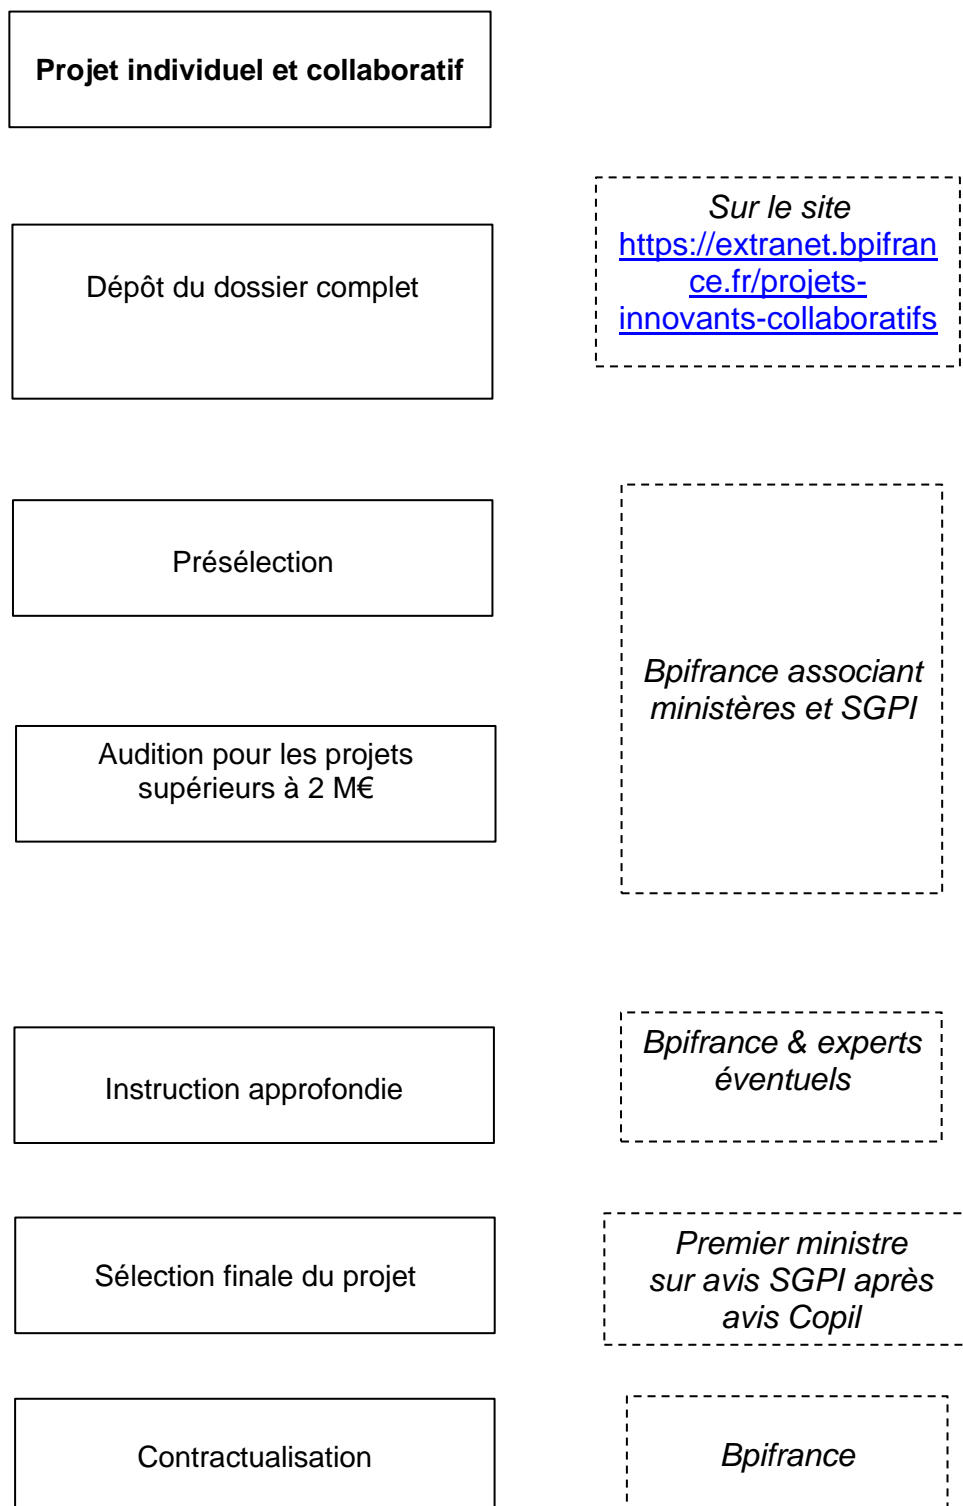 Projet individuel et collaboratif
Sur le site
https://extranet.bpifran
ce.fr/projets-
innovants-collaboratifs
Dépôt du dossier complet
Présélection
Bpifrance associant
ministères et SGPI
Audition pour les projets
supérieurs à 2 M€
Instruction approfondie
Bpifrance & experts
éventuels
Sélection finale du projet
Premier ministre
sur avis SGPI après
avis Copil
Contractualisation
Bpifrance